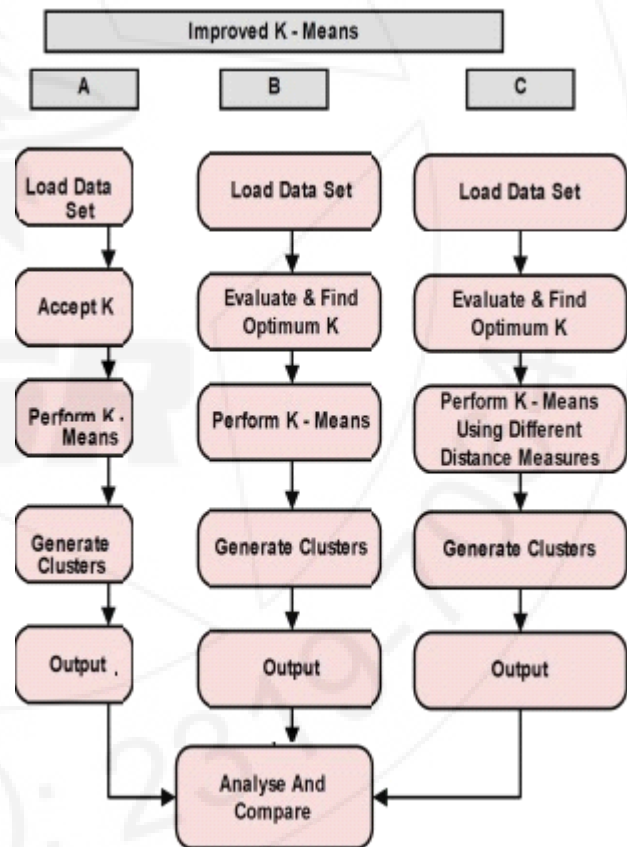 Improved K - Means
A
B
C
Load Data
Set
Load Data Set
Load Data Set
Accept K
Evaluate & Find
Optimum K
Evaluate & Find
Optimum K
Perform K -
Means
Perform K - Means
Perform K - Means
Using Different
Distance Measures
Generate
Clusters
Generate Clusters
Generate Clusters
Output .
Output
Output
Analyse And
Compare